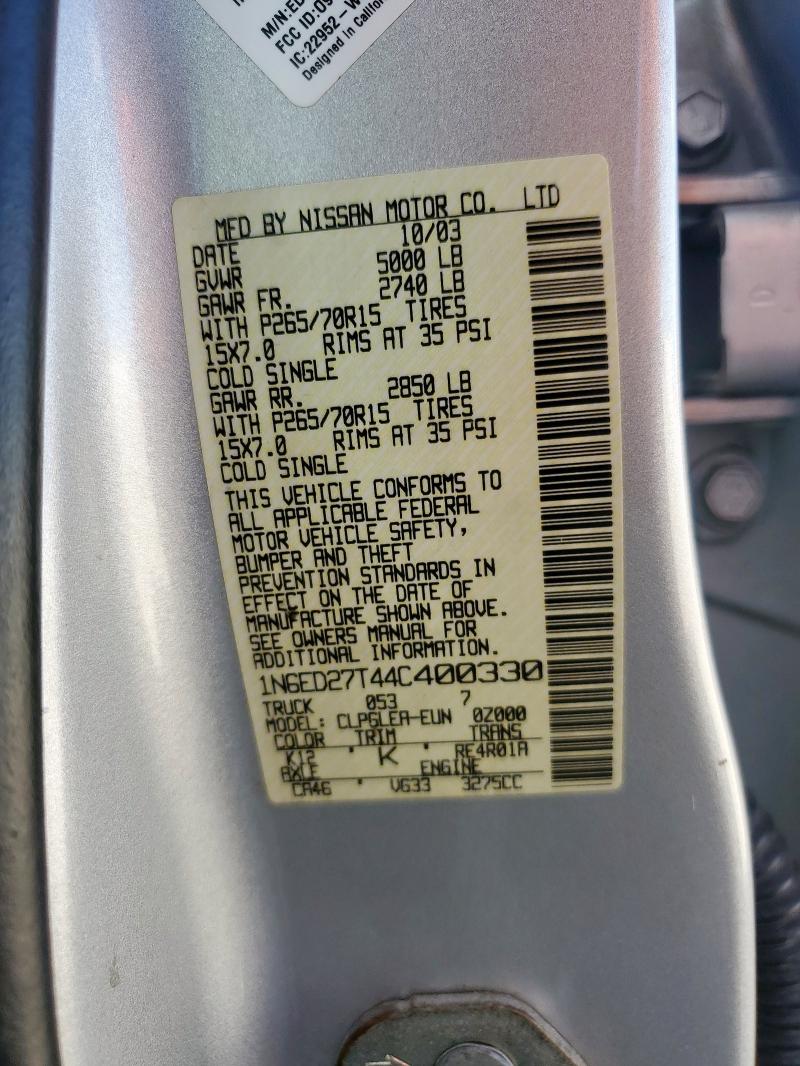 M/N:ED
FCC ID:09
IC:22952-W
Designed in Califor
MFD BY NISSAN MOTOR CO. LTD
DATE 10/03
GVWR 5000 LB
GAWR FR. 2740 LB
WITH P265/70R15 TIRES
15X7.0 RIMS AT 35 PSI
COLD SINGLE
GAWR RR. 2850 LB
WITH P265/70R15 TIRES
15X7.0 RIMS AT 35 PSI
COLD SINGLE
THIS VEHICLE CONFORMS TO
ALL APPLICABLE FEDERAL
MOTOR VEHICLE SAFETY,
BUMPER AND THEFT
PREVENTION STANDARDS IN
EFFECT ON THE DATE OF
MANUFACTURE SHOWN ABOVE.
SEE OWNERS MANUAL FOR
ADDITIONAL INFORMATION.
1N6ED27T44C400330
TRUCK 053 7
MODEL: CLPGLEA-EUN 0Z000
COLOR TRIM TRANS
K12 K RE4R01A
AXLE ENGINE
CA46 VG33 3275CC